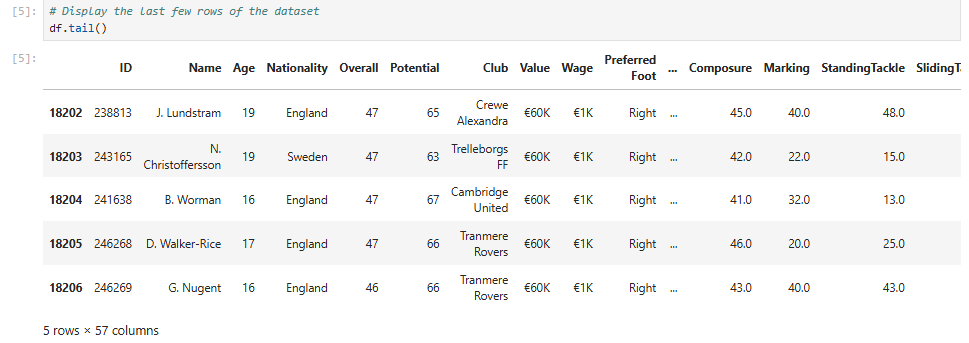 [5]: # Display the last few rows of the dataset
df.tail()
[5]: ID Name Age Nationality Overall Potential Club Value Wage Preferred Foot ... Composure Marking StandingTackle SlidingT
18202 238813 J. Lundstram 19 England 47 65 Crewe Alexandra €60K €1K Right ... 45.0 40.0 48.0
18203 243165 N. Christoffersson 19 Sweden 47 63 Trelleborgs FF €60K €1K Right ... 42.0 22.0 15.0
18204 241638 B. Worman 16 England 47 67 Cambridge United €60K €1K Right ... 41.0 32.0 13.0
18205 246268 D. Walker-Rice 17 England 47 66 Tranmere Rovers €60K €1K Right ... 46.0 20.0 25.0
18206 246269 G. Nugent 16 England 46 66 Tranmere Rovers €60K €1K Right ... 43.0 40.0 43.0
5 rows × 57 columns